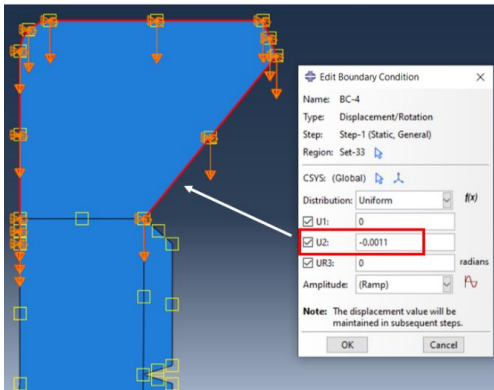 Edit Boundary Condition
Name: BC-4
Type: Displacement/Rotation
Step: Step-1 (Static, General)
Region: Set-33
CSYS: (Global)
Distribution: Uniform f(x)
U1: 0
U2: -0.0011
UR3: 0 radians
Amplitude: (Ramp)
Note: The displacement value will be
maintained in subsequent steps.
OK Cancel